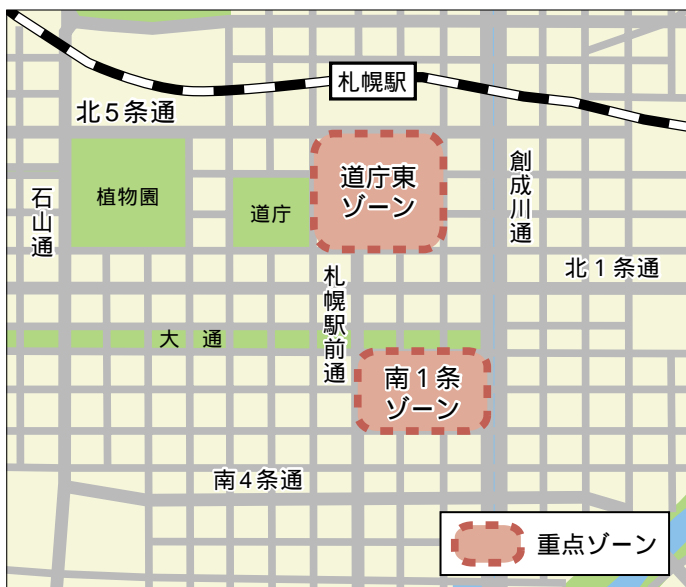 札幌駅
北5条通
植物園
道庁
道庁東
ゾーン
石山通
創成川通
北1条通
札幌駅前通
大通
南1条
ゾーン
南4条通
重点ゾーン